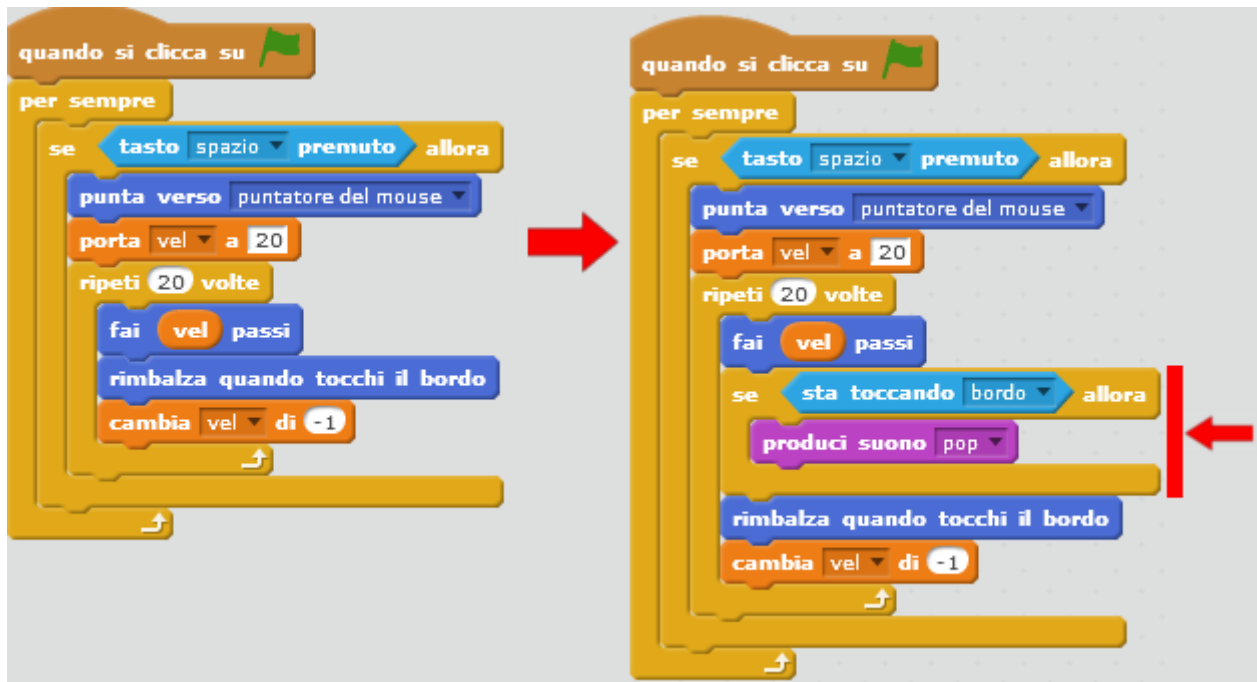 quando si clicca su
per sempre
se tasto spazio premuto allora
punta verso puntatore del mouse
porta vel a 20
ripeti 20 volte
fai vel passi
rimbalza quando tocchi il bordo
cambia vel di -1
quando si clicca su
per sempre
se tasto spazio premuto allora
punta verso puntatore del mouse
porta vel a 20
ripeti 20 volte
fai vel passi
se sta toccando bordo allora
produci suono pop
rimbalza quando tocchi il bordo
cambia vel di -1